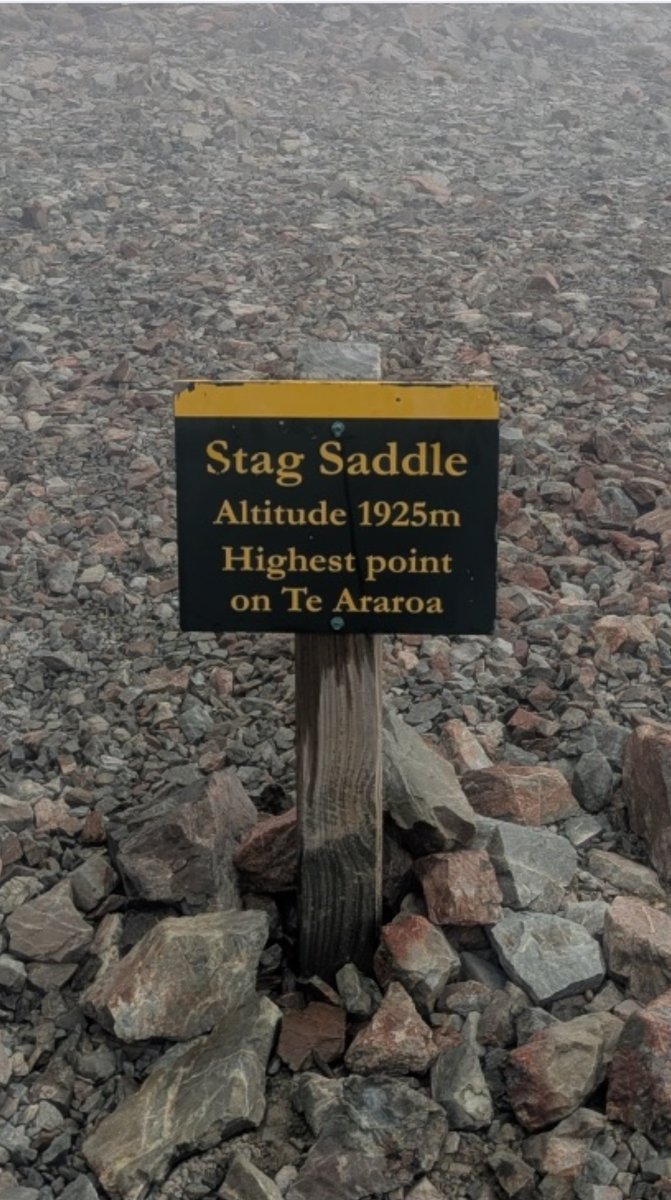 Stag Saddle
Altitude 1925m
Highest point
on Te Araroa